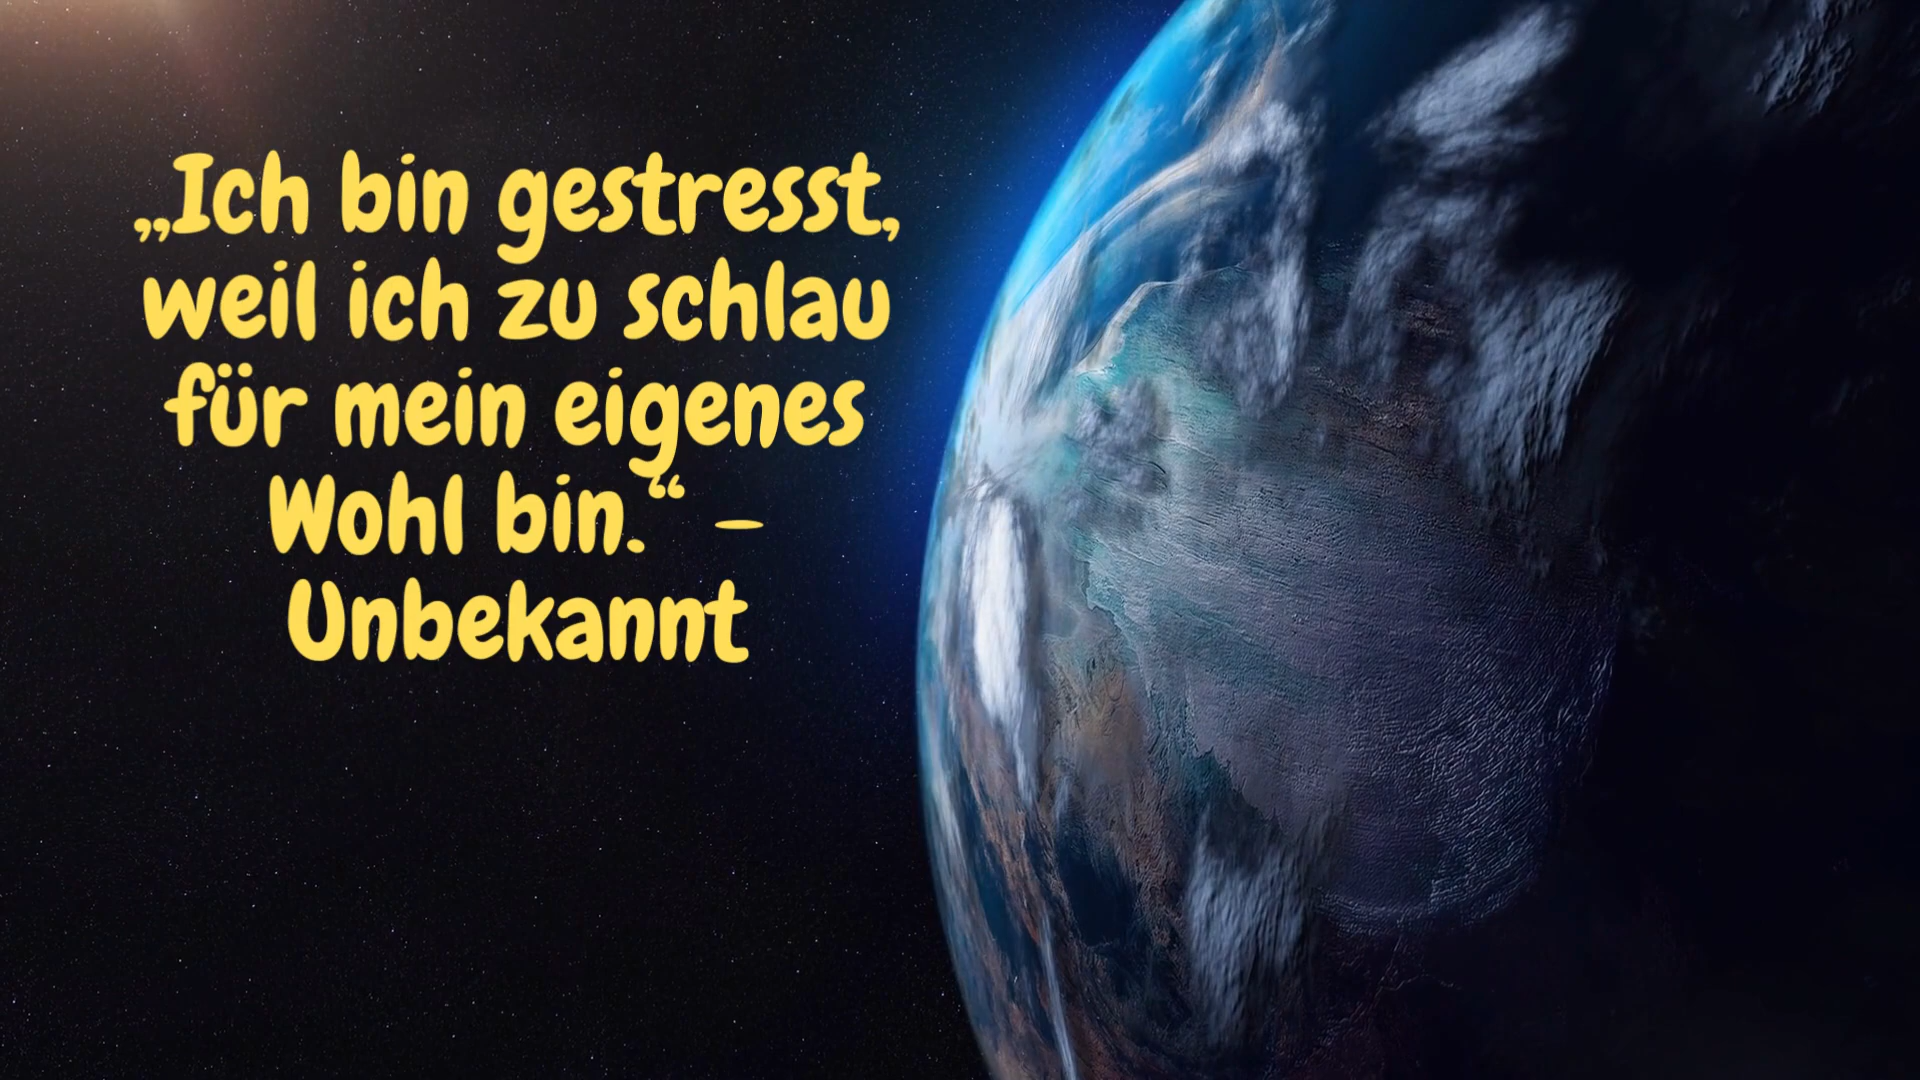 „Ich bin gestresst,
weil ich zu schlau
für mein eigenes
Wohl bin.“ –
Unbekannt